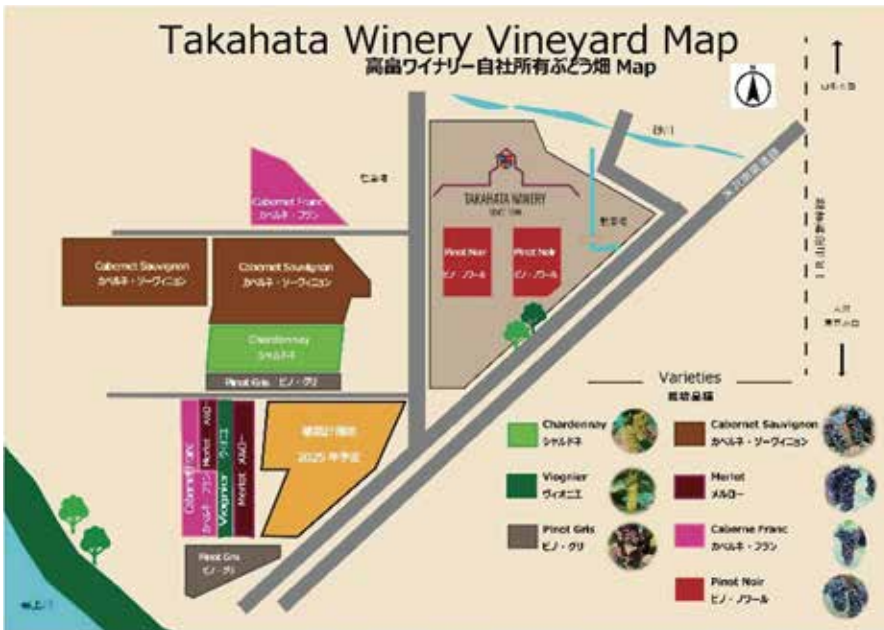 Takahata Winery Vineyard Map
高畠ワイナリー自社所有ぶどう畑 Map
N
Cabernet Franc
カベルネ・フラン
TAKAHATA WINERY
Pinot Noir
ピノ・ノワール
Pinot Noir
ピノ・ノワール
Cabernet Sauvignon
カベルネ・ソーヴィニョン
Cabernet Sauvignon
カベルネ・ソーヴィニョン
Chardonnay
シャルドネ
Pinot Gris ピノ・グリ
Cabernet Franc
カベルネ・フラン
Merlot メルロー
Viognier ヴィオニエ
Merlot メルロー
2025 年予定
Pinot Gris
ピノ・グリ
Varieties
栽培品種
Chardonnay
シャルドネ
Viognier
ヴィオニエ
Pinot Gris
ピノ・グリ
Cabernet Sauvignon
カベルネ・ソーヴィニョン
Merlot
メルロー
Caberne Franc
カベルネ・フラン
Pinot Noir
ピノ・ノワール